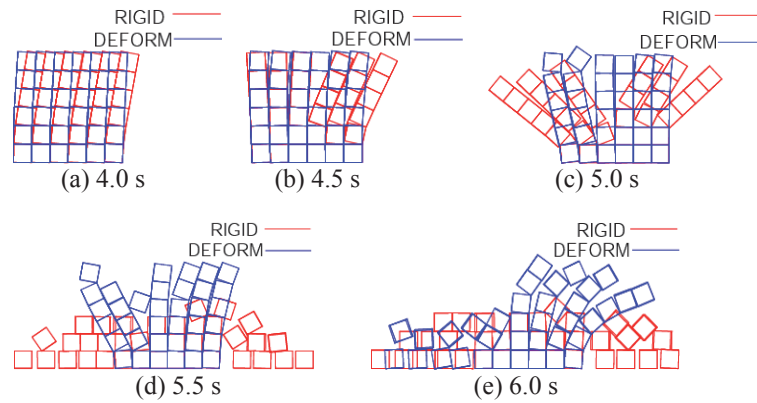 RIGID
DEFORM
RIGID
DEFORM
RIGID
DEFORM
(a) 4.0 s
(b) 4.5 s
(c) 5.0 s
RIGID
DEFORM
RIGID
DEFORM
(d) 5.5 s
(e) 6.0 s